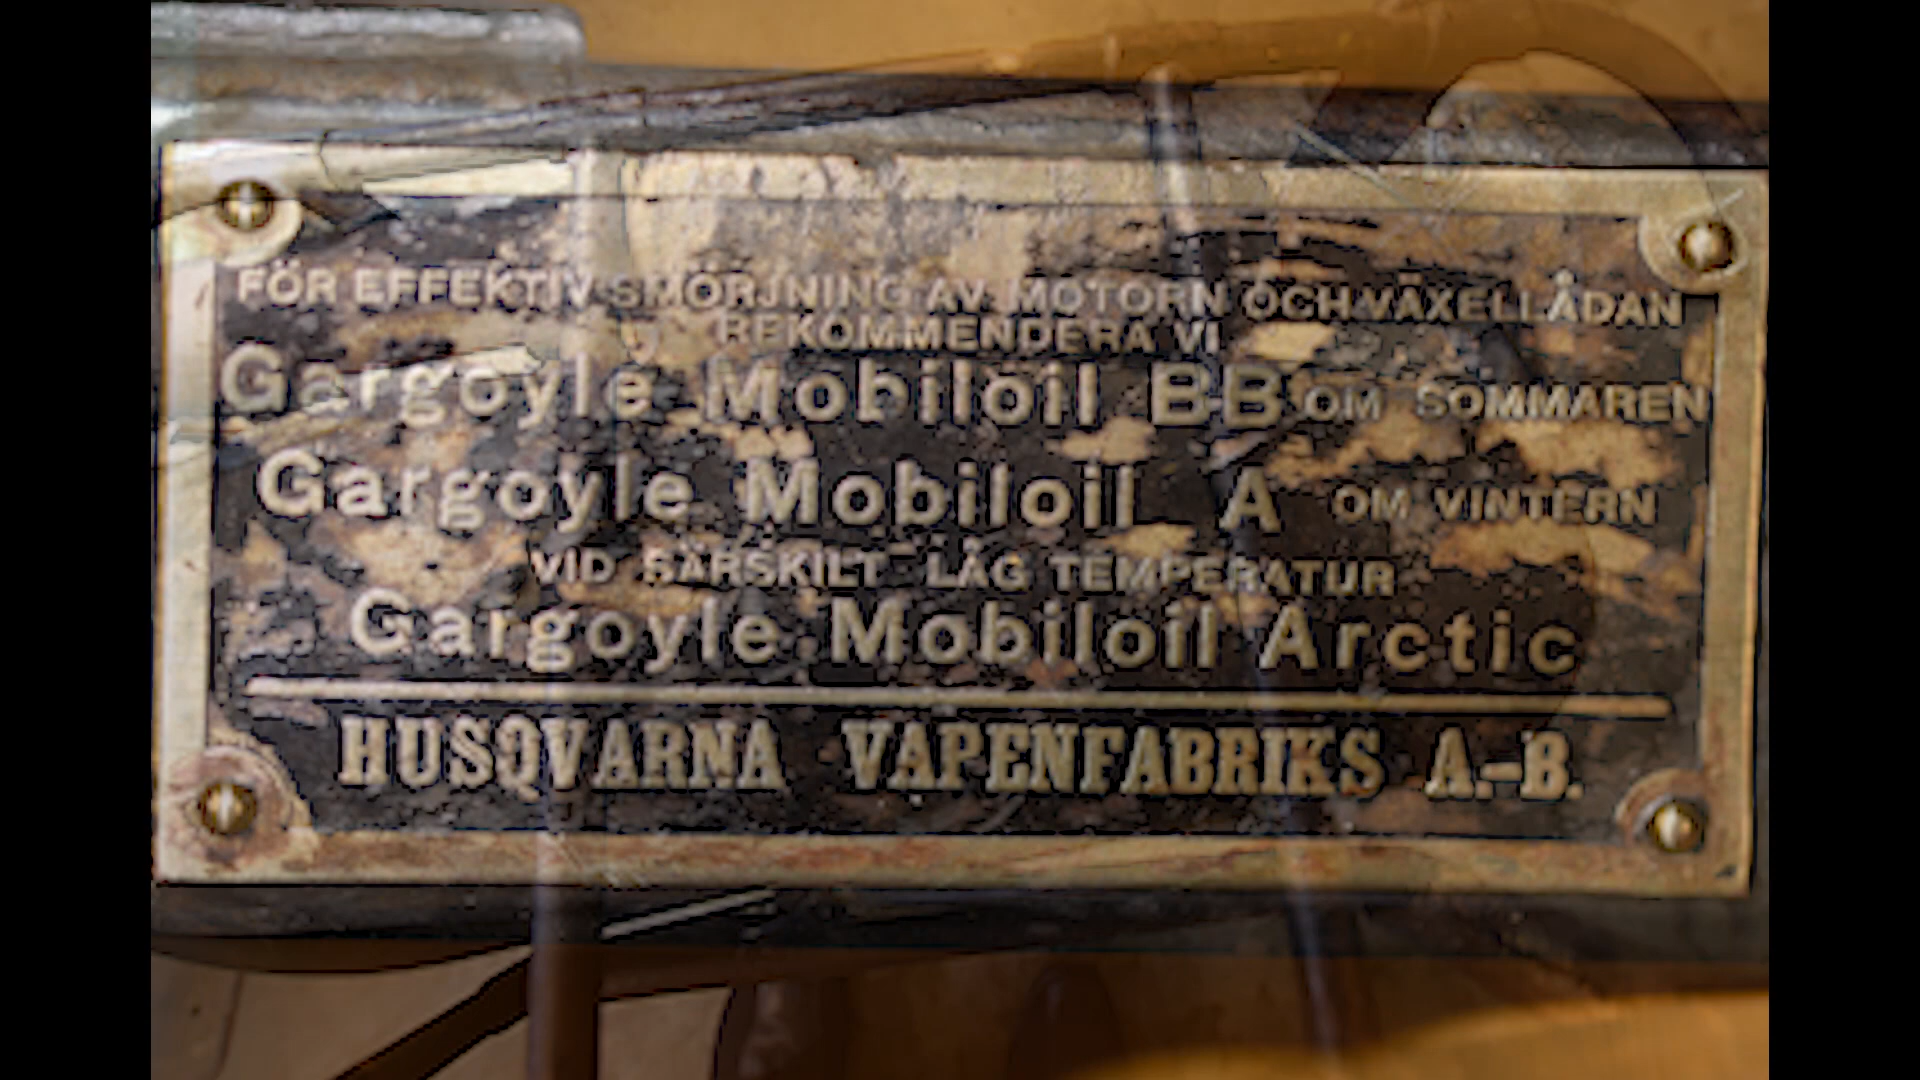 FÖR EFFEKTIV SMÖRJNING AV MOTORN OCH VÄXELLÅDAN
REKOMMENDERA VI
Gargoyle Mobiloil BB OM SOMMAREN
Gargoyle Mobiloil A OM VINTERN
VID SÄRSKILT LÅG TEMPERATUR
Gargoyle Mobiloil Arctic
HUSQVARNA VAPENFABRIKS A.-B.